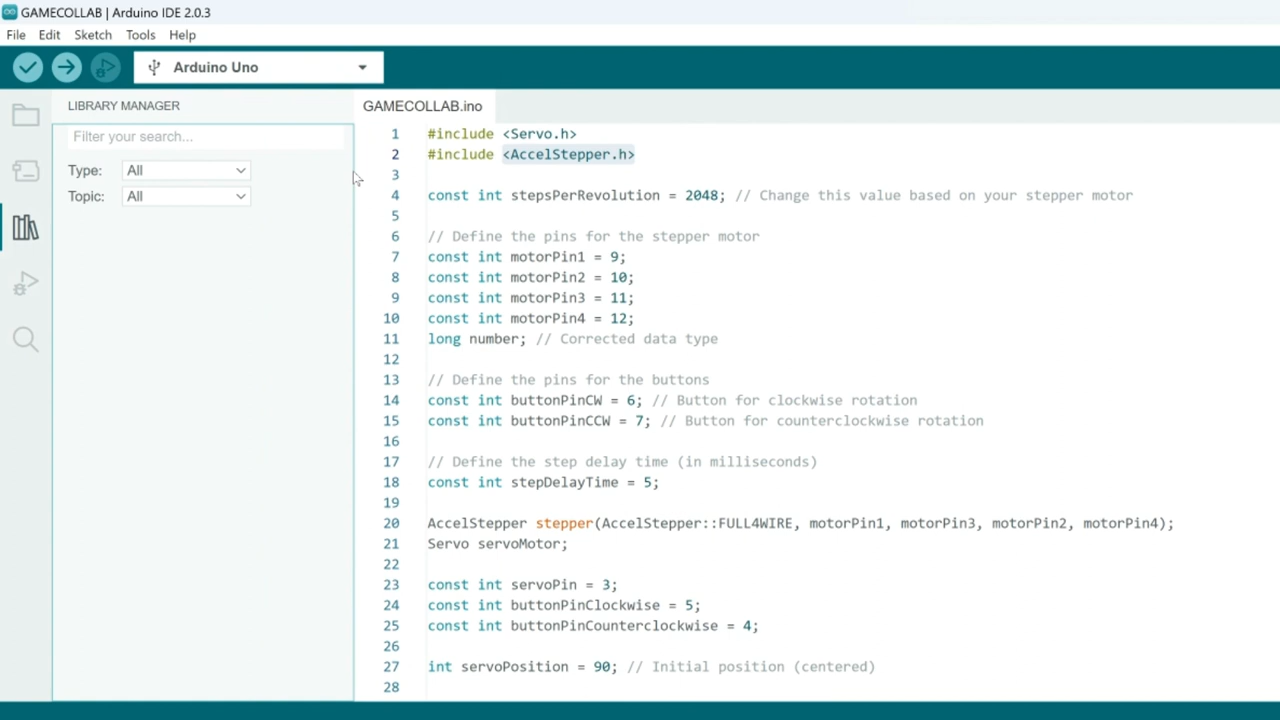 GAMECOLLAB | Arduino IDE 2.0.3
File Edit Sketch Tools Help
Arduino Uno
LIBRARY MANAGER
Filter your search...
Type: All
Topic: All
GAMECOLLAB.ino
1 #include <Servo.h>
2 #include <AccelStepper.h>
3
4 const int stepsPerRevolution = 2048; // Change this value based on your stepper motor
5
6 // Define the pins for the stepper motor
7 const int motorPin1 = 9;
8 const int motorPin2 = 10;
9 const int motorPin3 = 11;
10 const int motorPin4 = 12;
11 long number; // Corrected data type
12
13 // Define the pins for the buttons
14 const int buttonPinCW = 6; // Button for clockwise rotation
15 const int buttonPinCCW = 7; // Button for counterclockwise rotation
16
17 // Define the step delay time (in milliseconds)
18 const int stepDelayTime = 5;
19
20 AccelStepper stepper(AccelStepper::FULL4WIRE, motorPin1, motorPin3, motorPin2, motorPin4);
21 Servo servoMotor;
22
23 const int servoPin = 3;
24 const int buttonPinClockwise = 5;
25 const int buttonPinCounterclockwise = 4;
26
27 int servoPosition = 90; // Initial position (centered)
28